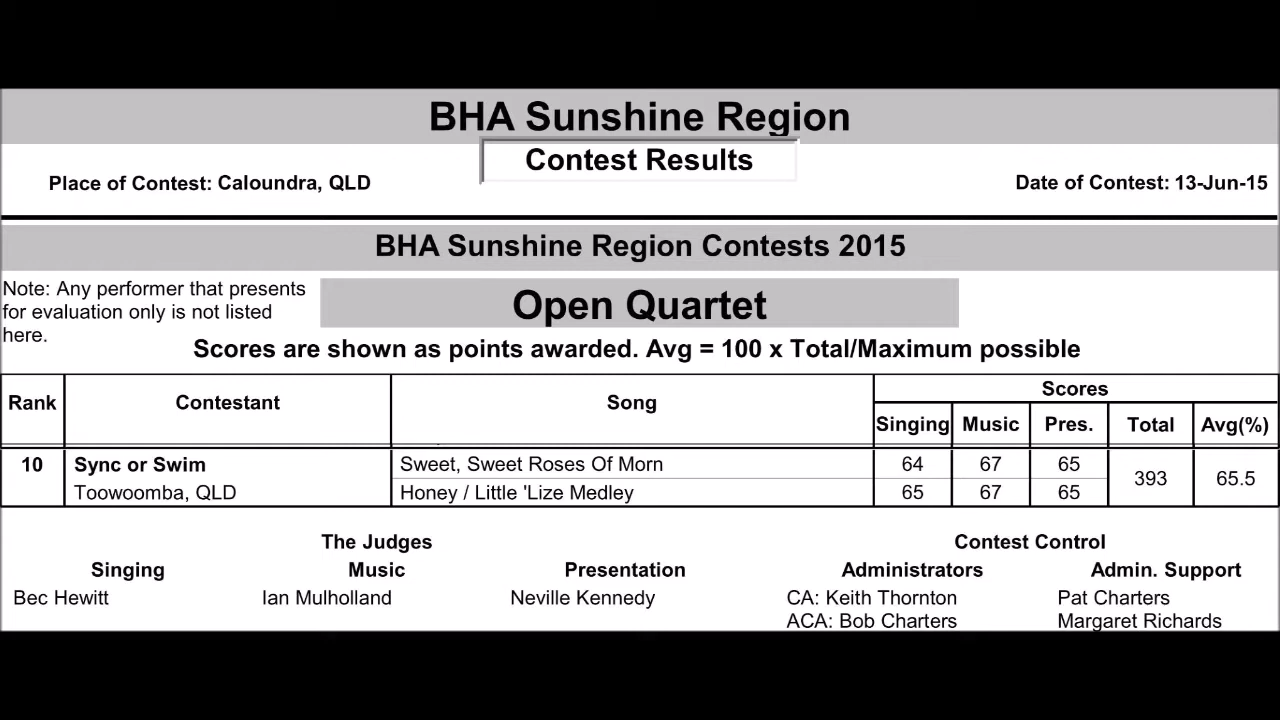 BHA Sunshine Region
Contest Results
Place of Contest: Caloundra, QLD
Date of Contest: 13-Jun-15
BHA Sunshine Region Contests 2015
Note: Any performer that presents
for evaluation only is not listed
here.
Open Quartet
Scores are shown as points awarded. Avg = 100 x Total/Maximum possible
Rank Contestant Song Scores
Singing Music Pres. Total Avg(%)
10 Sync or Swim Sweet, Sweet Roses Of Morn 64 67 65 393 65.5
Toowoomba, QLD Honey / Little 'Lize Medley 65 67 65
The Judges Contest Control
Singing Music Presentation Administrators Admin. Support
Bec Hewitt Ian Mulholland Neville Kennedy CA: Keith Thornton Pat Charters
ACA: Bob Charters Margaret Richards